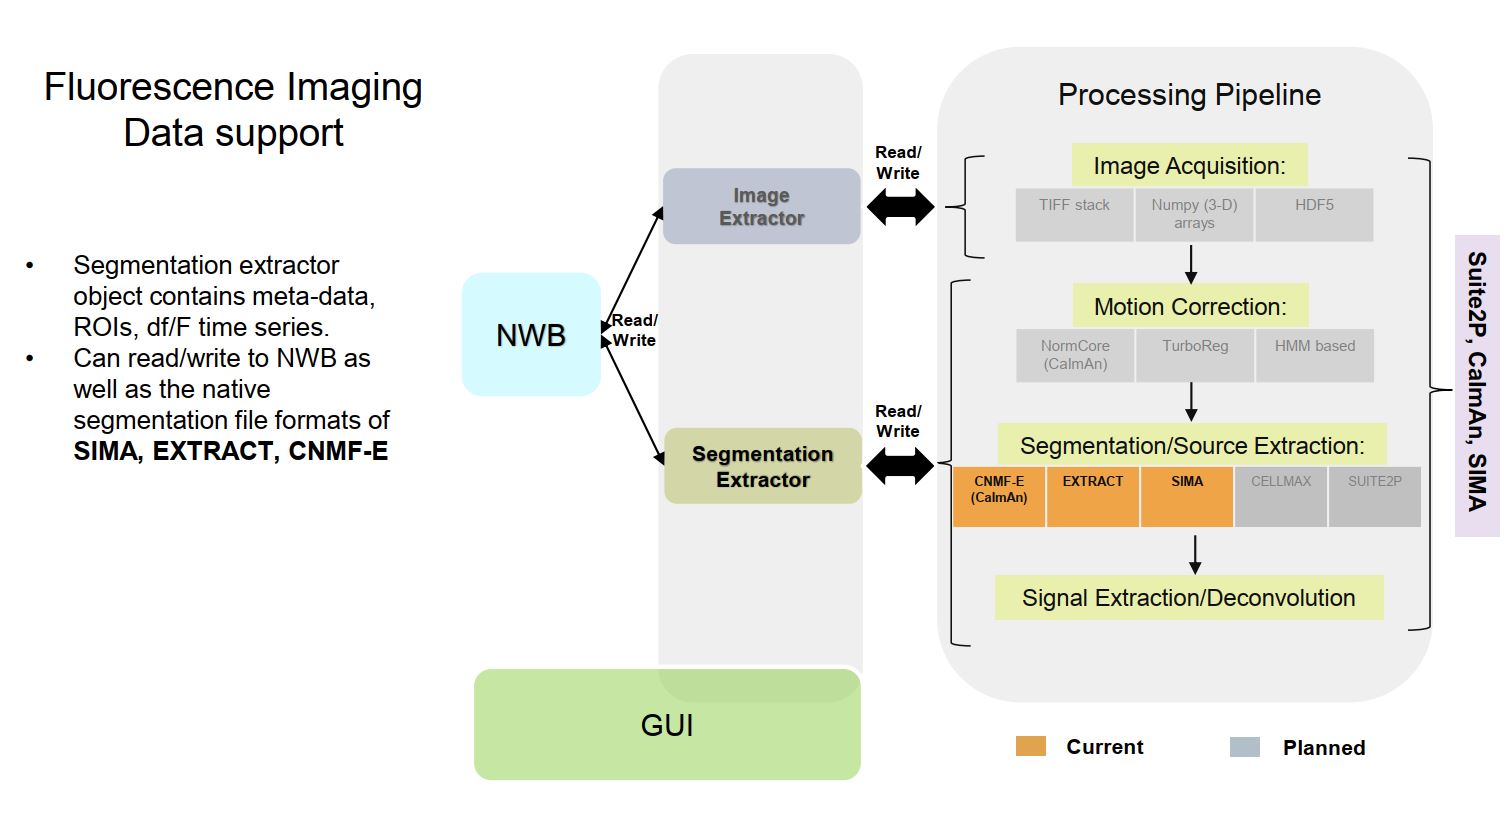 Fluorescence Imaging
Data support
• Segmentation extractor
object contains meta-data,
ROIs, df/F time series.
• Can read/write to NWB as
well as the native
segmentation file formats of
SIMA, EXTRACT, CNMF-E
NWB
Read/
Write
Image
Extractor
Segmentation
Extractor
GUI
Read/
Write
Read/
Write
Processing Pipeline
Image Acquisition:
TIFF stack
Numpy (3-D)
arrays
HDF5
Motion Correction:
NormCore
(CalmAn)
TurboReg
HMM based
Segmentation/Source Extraction:
CNMF-E
(CalmAn)
EXTRACT
SIMA
CELLMAX
SUITE2P
Signal Extraction/Deconvolution
Suite2P, CalmAn, SIMA
Current
Planned